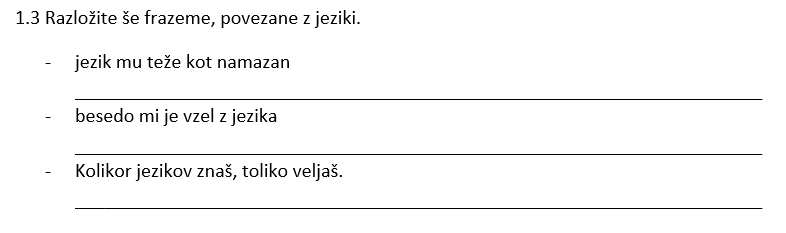 1.3 Razložite še frazeme, povezane z jeziki.
- jezik mu teže kot namazan
- besedo mi je vzel z jezika
- Kolikor jezikov znaš, toliko veljaš.